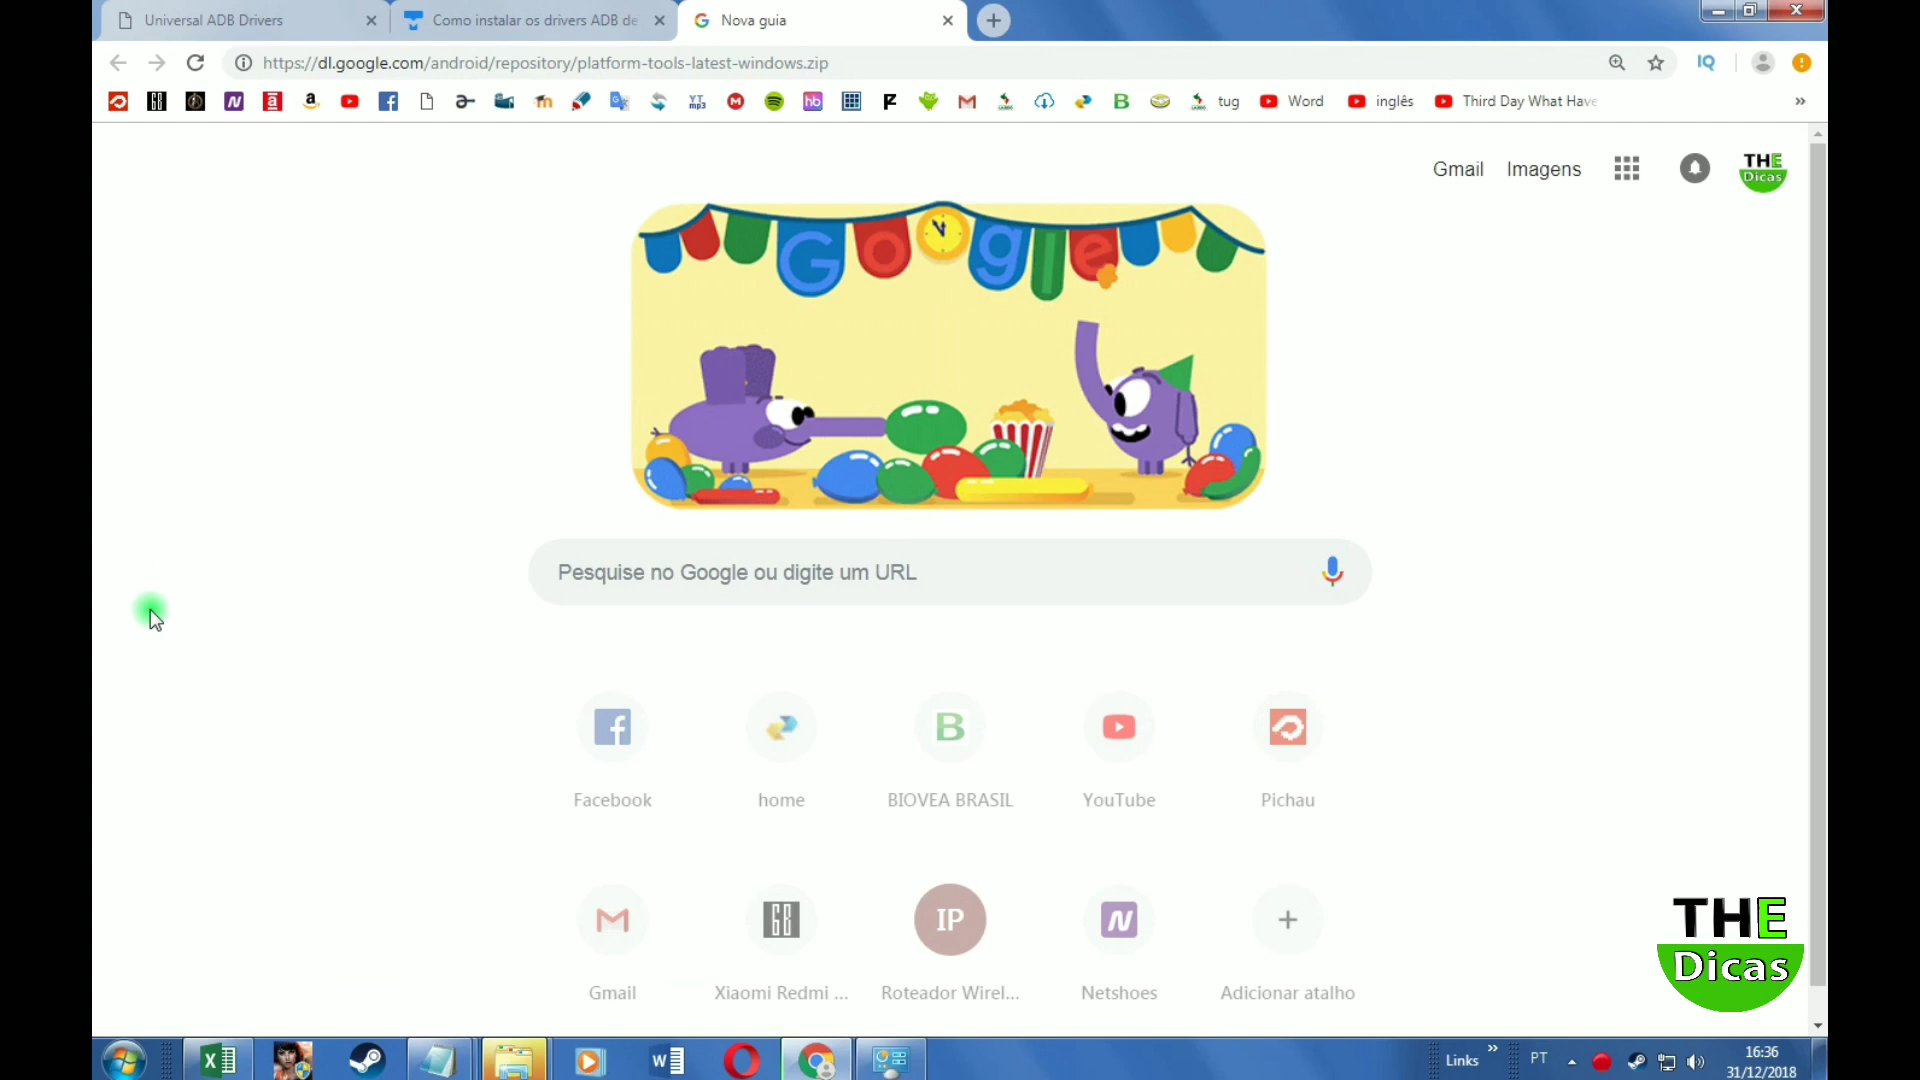 Universal ADB Drivers
Como instalar os drivers ADB de
Nova guia
https://dl.google.com/android/repository/platform-tools-latest-windows.zip
IQ
tug
Word
inglês
Third Day What Have
Gmail
Imagens
THE
Dicas
Google
Pesquise no Google ou digite um URL
Facebook
home
BIOVEA BRASIL
YouTube
Pichau
IP
Gmail
Xiaomi Redmi ...
Roteador Wirel...
Netshoes
Adicionar atalho
THE
Dicas
Links
PT
16:36
31/12/2018